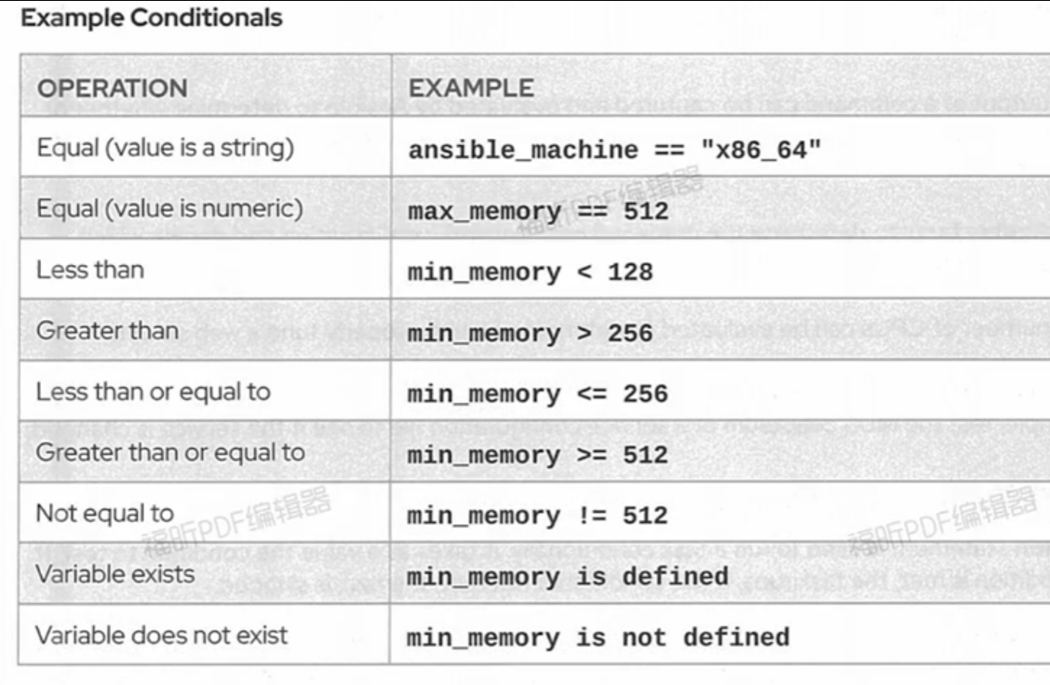 Example Conditionals
OPERATION EXAMPLE
Equal (value is a string) ansible_machine == "x86_64"
Equal (value is numeric) max_memory == 512
Less than min_memory < 128
Greater than min_memory > 256
Less than or equal to min_memory <= 256
Greater than or equal to min_memory >= 512
Not equal to min_memory != 512
Variable exists min_memory is defined
Variable does not exist min_memory is not defined
福昕PDF编辑器
福昕PDF编辑器
福昕PDF编辑器